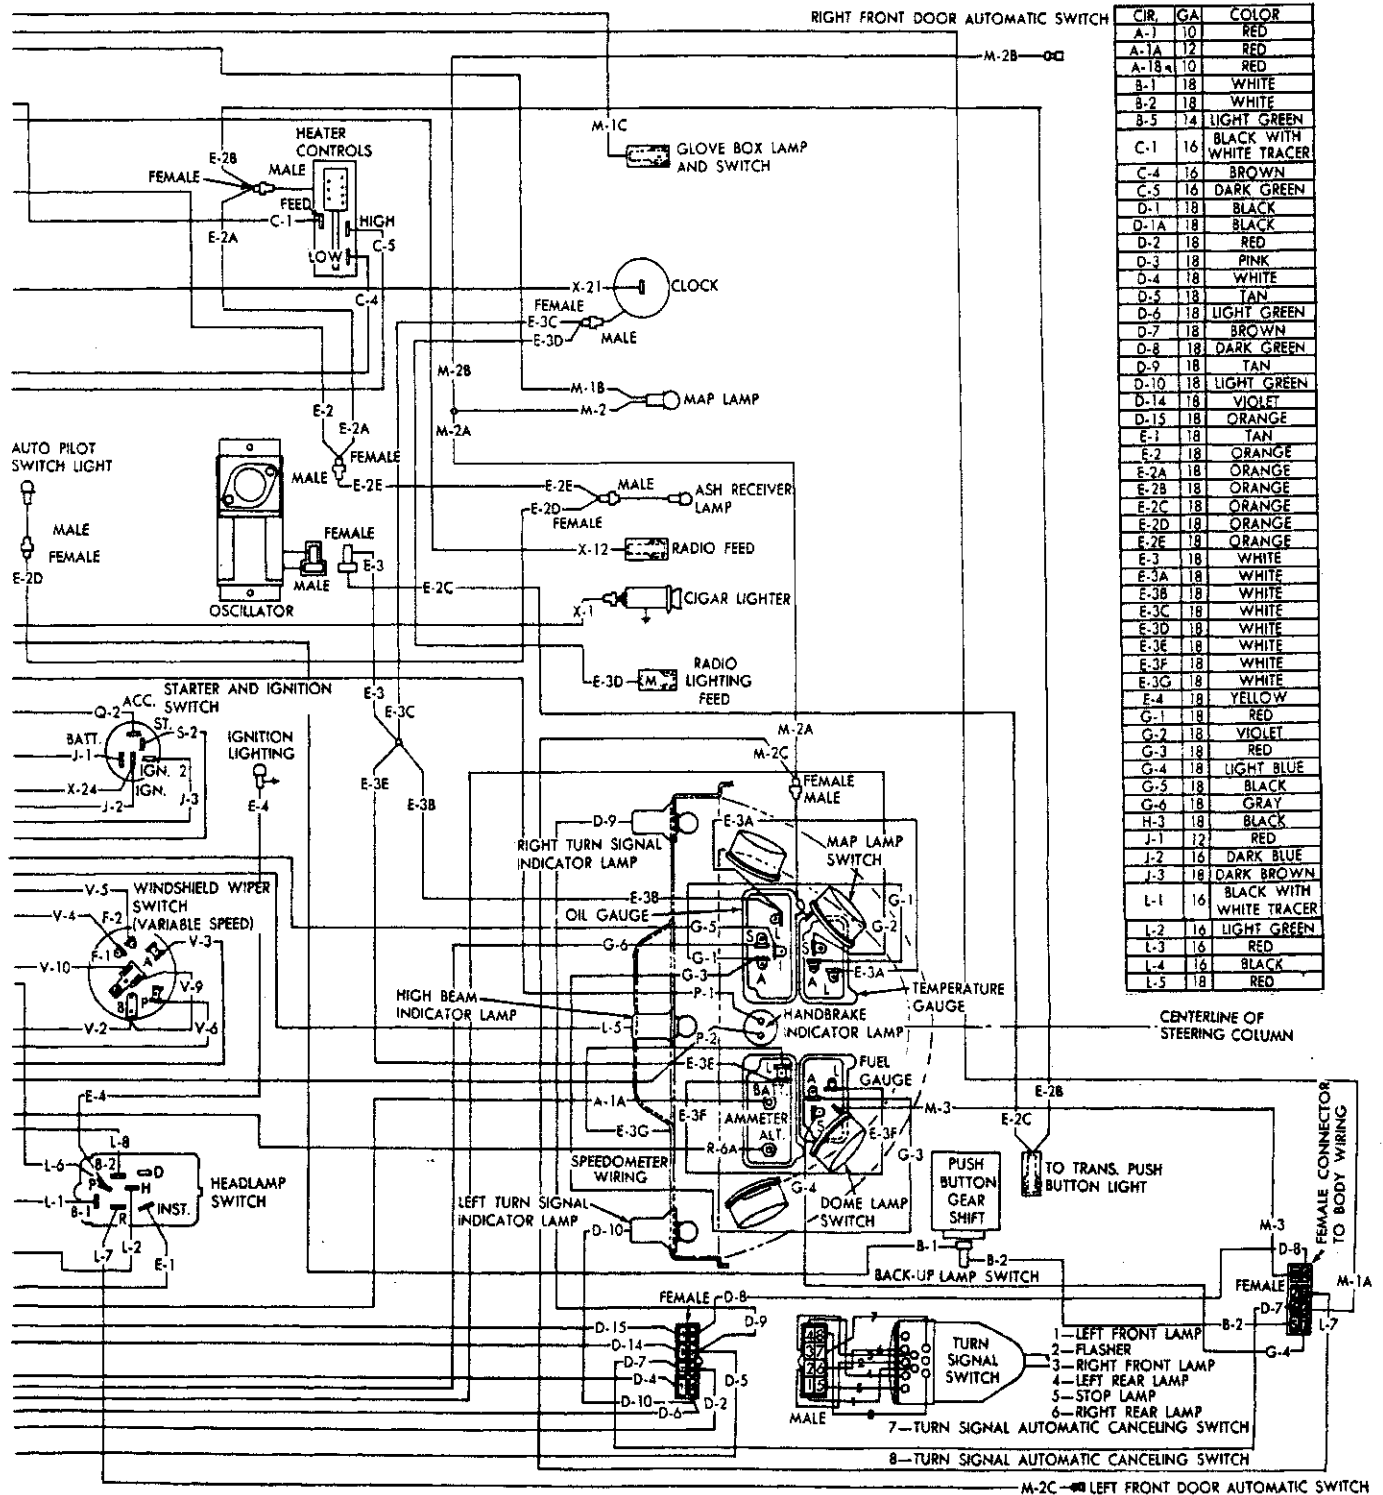 RIGHT FRONT DOOR AUTOMATIC SWITCH
M-2B
M-1C
GLOVE BOX LAMP
AND SWITCH
HEATER
CONTROLS
E-2B
MALE
FEMALE
FEED
C-1
HIGH
E-2A
C-5
LOW
C-4
X-21
CLOCK
FEMALE
E-3C
E-3D
MALE
M-2B
M-1B
M-2
MAP LAMP
M-2A
E-2
E-2A
AUTO PILOT
SWITCH LIGHT
FEMALE
MALE
E-2E
E-2E
MALE
ASH RECEIVER
LAMP
E-2D
FEMALE
MALE
FEMALE
E-2D
FEMALE
X-12
RADIO FEED
E-3
MALE
E-2C
OSCILLATOR
CIGAR LIGHTER
X-1
RADIO
LIGHTING
FEED
E-3D
M
STARTER AND IGNITION
SWITCH
E-3
E-3C
ACC.
Q-2
ST.
S-2
BATT.
J-1
IGN. 2
IGN.
X-24
J-2
J-3
IGNITION
LIGHTING
E-4
E-3E
E-3B
M-2A
M-2C
FEMALE
MALE
D-9
E-3A
RIGHT TURN SIGNAL
INDICATOR LAMP
MAP LAMP
SWITCH
V-5
WINDSHIELD WIPER
SWITCH
(VARIABLE SPEED)
V-4
F-2
F-1
A
V-3
V-10
V-9
B
P
V-2
V-6
E-3B
OIL GAUGE
G-1
G-2
G-5
G-6
S
L
S
G-1
G-3
A
A
L
E-3A
P-1
TEMPERATURE
GAUGE
HIGH BEAM
INDICATOR LAMP
L-5
HANDBRAKE
INDICATOR LAMP
P-2
CENTERLINE OF
STEERING COLUMN
E-3E
L
A
L
FUEL
GAUGE
BAT
E-4
A-1A
E-3F
AMMETER
ALT.
S
M-3
E-3G
E-3F
R-6A
G-3
E-2B
E-2C
L-8
L-6
B-2
D
P
H
L-1
B-1
R
INST.
HEADLAMP
SWITCH
L-7
L-2
E-1
SPEEDOMETER
WIRING
G-4
PUSH
BUTTON
GEAR
SHIFT
TO TRANS. PUSH
BUTTON LIGHT
LEFT TURN SIGNAL
INDICATOR LAMP
DOME LAMP
SWITCH
D-10
B-1
B-2
BACK-UP LAMP SWITCH
M-3
D-8
FEMALE CONNECTOR
TO BODY WIRING
FEMALE
M-1A
D-7
L-7
B-2
G-4
FEMALE
D-8
D-9
D-15
D-14
D-7
D-4
D-5
D-10
D-2
D-6
4 8
3 7
2 6
1 5
MALE
7
TURN
SIGNAL
SWITCH
1—LEFT FRONT LAMP
2—FLASHER
3—RIGHT FRONT LAMP
4—LEFT REAR LAMP
5—STOP LAMP
6—RIGHT REAR LAMP
7—TURN SIGNAL AUTOMATIC CANCELING SWITCH
8—TURN SIGNAL AUTOMATIC CANCELING SWITCH
M-2C
LEFT FRONT DOOR AUTOMATIC SWITCH
CIR. GA COLOR
A-1 10 RED
A-1A 12 RED
A-18 10 RED
B-1 18 WHITE
B-2 18 WHITE
B-5 14 LIGHT GREEN
C-1 16 BLACK WITH
WHITE TRACER
C-4 16 BROWN
C-5 16 DARK GREEN
D-1 18 BLACK
D-1A 18 BLACK
D-2 18 RED
D-3 18 PINK
D-4 18 WHITE
D-5 18 TAN
D-6 18 LIGHT GREEN
D-7 18 BROWN
D-8 18 DARK GREEN
D-9 18 TAN
D-10 18 LIGHT GREEN
D-14 18 VIOLET
D-15 18 ORANGE
E-1 18 TAN
E-2 18 ORANGE
E-2A 18 ORANGE
E-2B 18 ORANGE
E-2C 18 ORANGE
E-2D 18 ORANGE
E-2E 18 ORANGE
E-3 18 WHITE
E-3A 18 WHITE
E-3B 18 WHITE
E-3C 18 WHITE
E-3D 18 WHITE
E-3E 18 WHITE
E-3F 18 WHITE
E-3G 18 WHITE
E-4 18 YELLOW
G-1 18 RED
G-2 18 VIOLET
G-3 18 RED
G-4 18 LIGHT BLUE
G-5 18 BLACK
G-6 18 GRAY
H-3 18 BLACK
J-1 12 RED
J-2 16 DARK BLUE
J-3 18 DARK BROWN
L-1 16 BLACK WITH
WHITE TRACER
L-2 16 LIGHT GREEN
L-3 16 RED
L-4 16 BLACK
L-5 18 RED